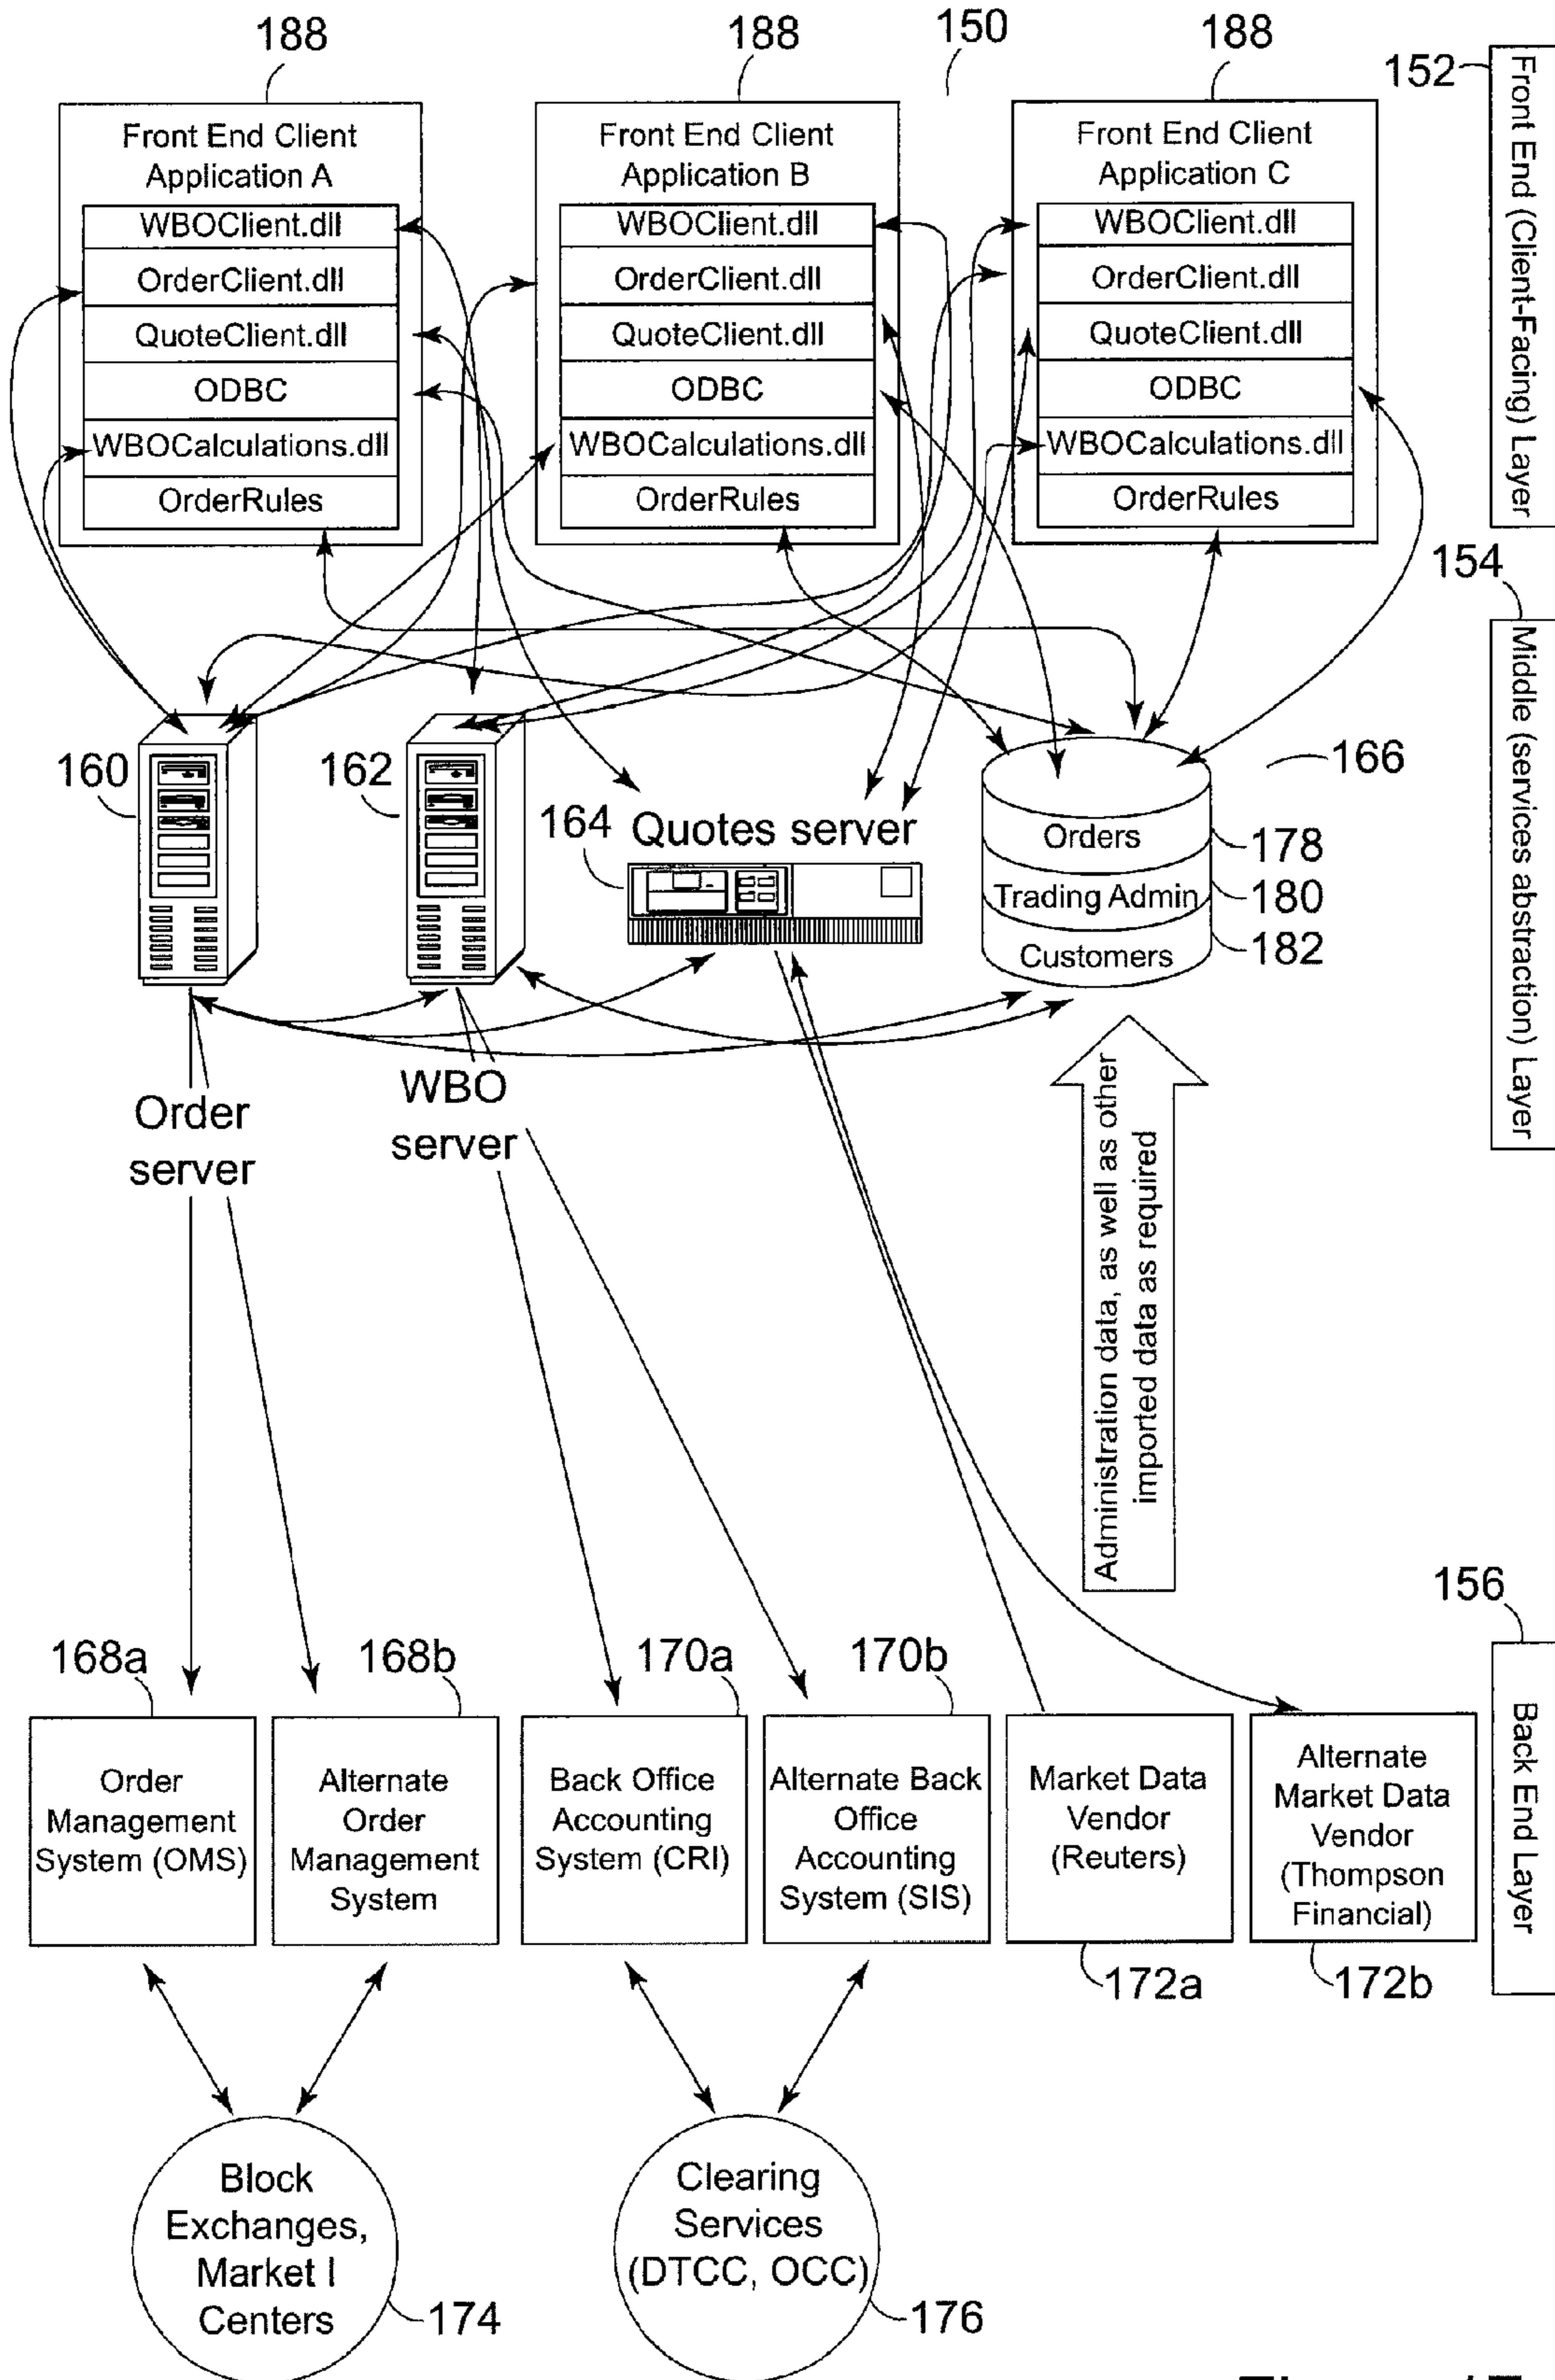 188
188
150
188
152
Front End (Client-Facing) Layer
Front End Client
Application A
WBOClient.dll
OrderClient.dll
QuoteClient.dll
ODBC
WBOCalculations.dll
OrderRules
Front End Client
Application B
WBOClient.dll
OrderClient.dll
QuoteClient.dll
ODBC
WBOCalculations.dll
OrderRules
Front End Client
Application C
WBOClient.dll
OrderClient.dll
QuoteClient.dll
ODBC
WBOCalculations.dll
OrderRules
154
Middle (services abstraction) Layer
160
162
164
Quotes server
166
Orders
178
Trading Admin
180
Customers
182
Order
server
WBO
server
Administration data, as well as other
imported data as required
156
Back End Layer
168a
168b
170a
170b
Order
Management
System (OMS)
Alternate
Order
Management
System
Back Office
Accounting
System (CRI)
Alternate Back
Office
Accounting
System (SIS)
Market Data
Vendor
(Reuters)
Alternate
Market Data
Vendor
(Thompson
Financial)
172a
172b
Block
Exchanges,
Market I
Centers
174
Clearing
Services
(DTCC, OCC)
176